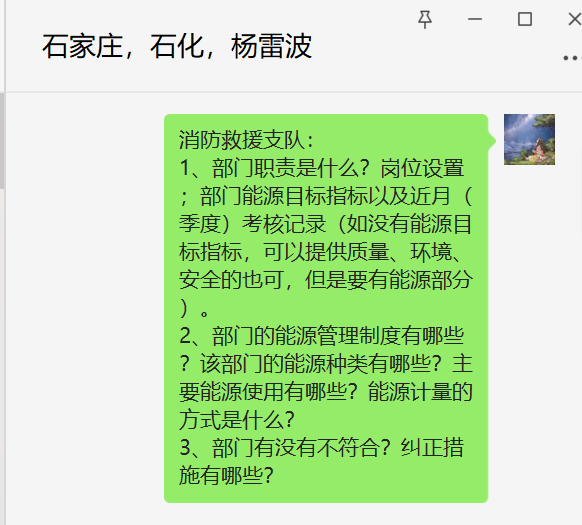 石家庄，石化，杨雷波
消防救援支队：
1、部门职责是什么？岗位设置
；部门能源目标指标以及近月（
季度）考核记录（如没有能源目
标指标，可以提供质量、环境、
安全的也可，但是要有能源部分
）。
2、部门的能源管理制度有哪些
？该部门的能源种类有哪些？主
要能源使用有哪些？能源计量的
方式是什么？
3、部门有没有不符合？纠正措
施有哪些？